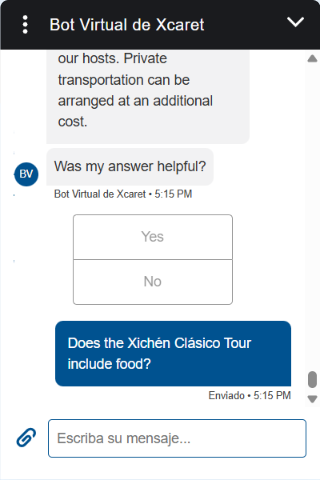 Bot Virtual de Xcaret
our hosts. Private
transportation can be
arranged at an additional
cost.
Was my answer helpful?
BV
Bot Virtual de Xcaret • 5:15 PM
Yes
No
Does the Xichén Clásico Tour
include food?
Enviado • 5:15 PM
Escriba su mensaje...